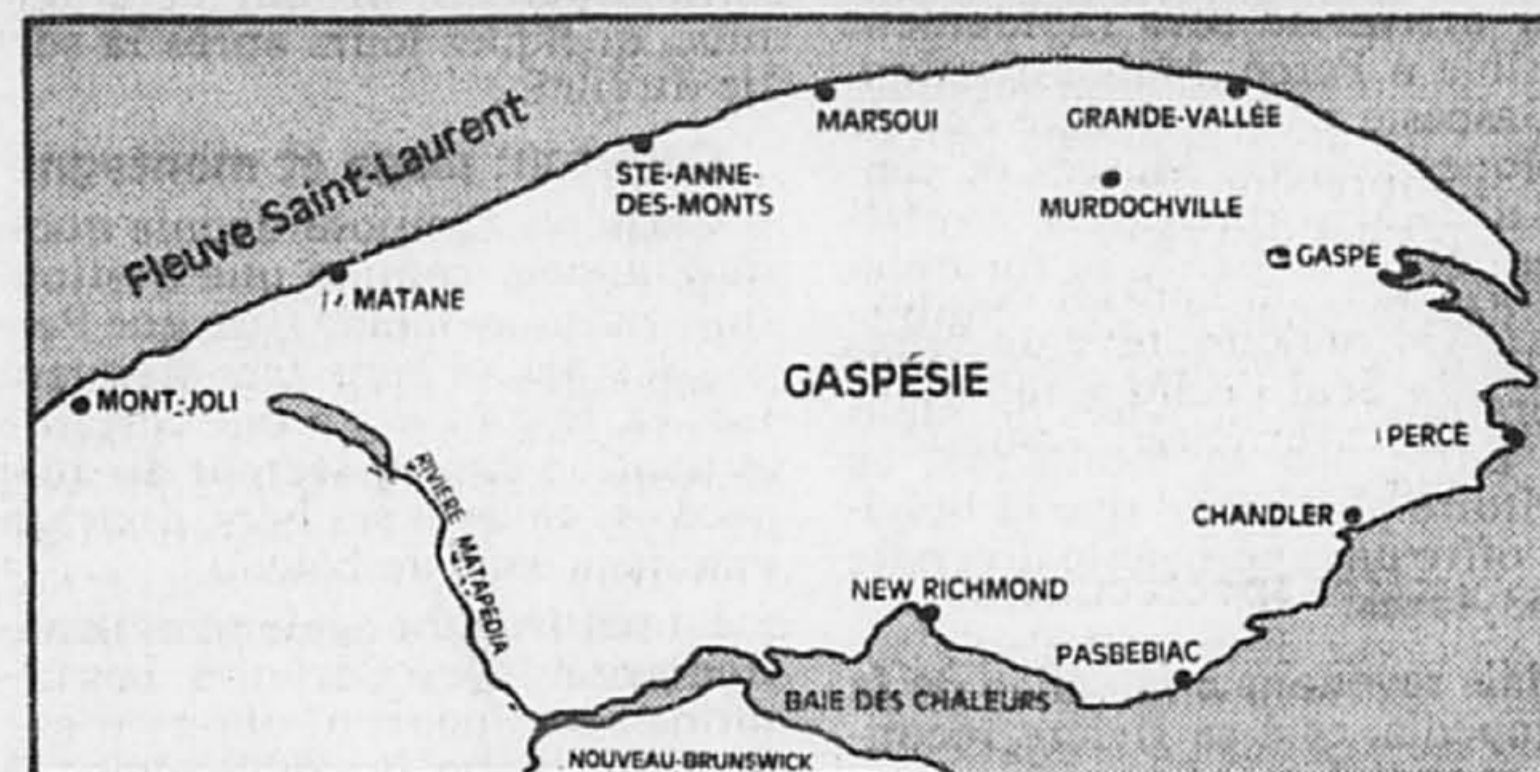 Fleuve Saint-Laurent
MARSOUI
GRANDE-VALLÉE
STE-ANNE-
DES-MONTS
MURDOCHVILLE
GASPE
MATANE
GASPÉSIE
MONT-JOLI
PERCE
RIVIÈRE MATAPEDIA
CHANDLER
NEW RICHMOND
PASBEBIAC
BAIE DES CHALEURS
NOUVEAU-BRUNSWICK